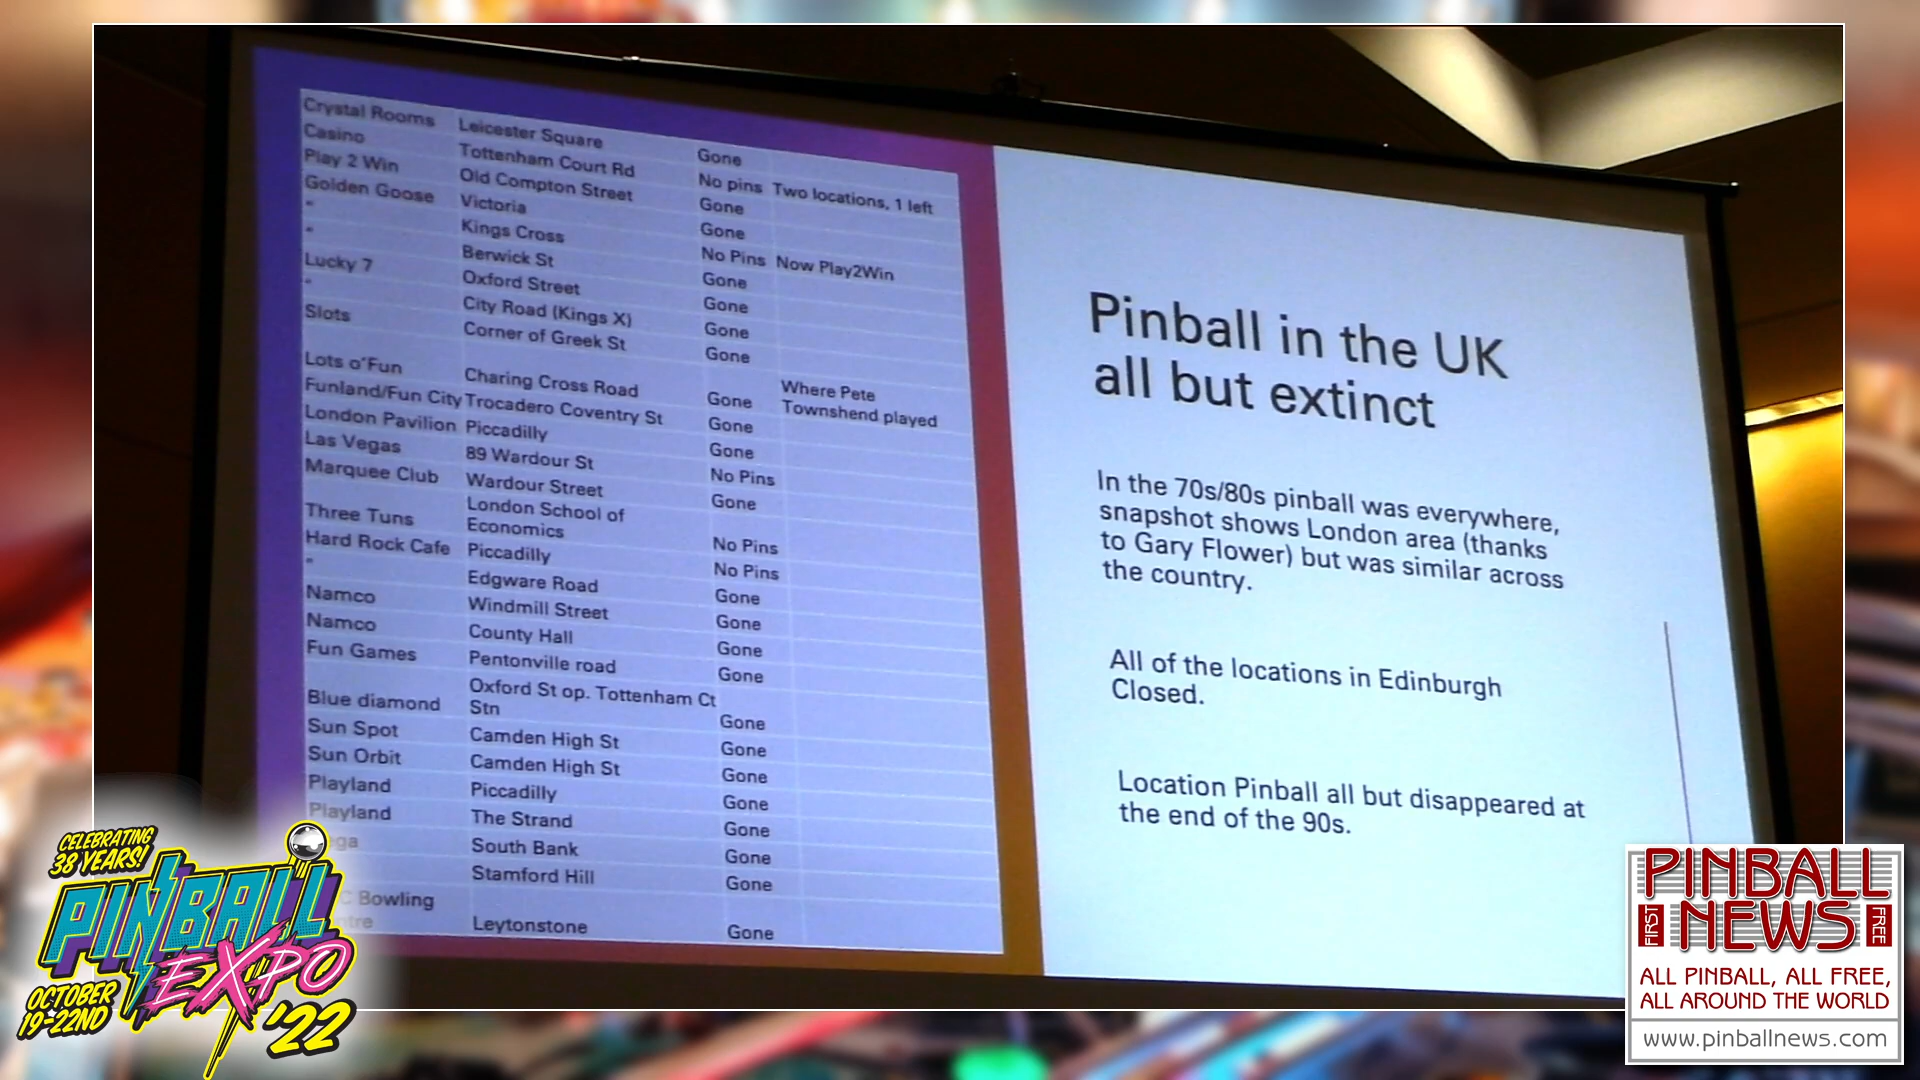 Crystal Rooms Leicester Square Gone
Casino Tottenham Court Rd No pins Two locations, 1 left
Play 2 Win Old Compton Street Gone
Golden Goose Victoria Gone
" Kings Cross No Pins Now Play2Win
" Berwick St Gone
Lucky 7 Oxford Street Gone
" City Road (Kings X) Gone
Slots Corner of Greek St Gone
Where Pete
Lots o'Fun Charing Cross Road Gone Townshend played
Funland/Fun City Trocadero Coventry St Gone
London Pavilion Piccadilly Gone
Las Vegas 89 Wardour St No Pins
Marquee Club Wardour Street Gone
London School of
Three Tuns Economics No Pins
Hard Rock Cafe Piccadilly No Pins
" Edgware Road Gone
Namco Windmill Street Gone
Namco County Hall Gone
Fun Games Pentonville road Gone
Oxford St op. Tottenham Ct
Blue diamond Stn Gone
Sun Spot Camden High St Gone
Sun Orbit Camden High St Gone
Playland Piccadilly Gone
Playland The Strand Gone
South Bank Gone
Stamford Hill Gone
Bowling
Leytonstone Gone
Pinball in the UK
all but extinct
In the 70s/80s pinball was everywhere,
snapshot shows London area (thanks
to Gary Flower) but was similar across
the country.
All of the locations in Edinburgh
Closed.
Location Pinball all but disappeared at
the end of the 90s.
CELEBRATING
38 YEARS!
PINBALL
EXPO
OCTOBER
19-22ND
'22
PINBALL
FIRST NEWS FREE
ALL PINBALL, ALL FREE,
ALL AROUND THE WORLD
www.pinballnews.com